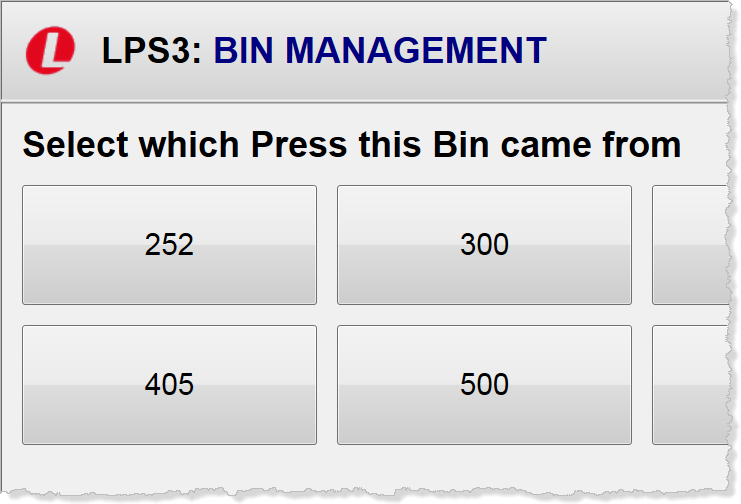 LPS3: BIN MANAGEMENT
Select which Press this Bin came from
252 300
405 500